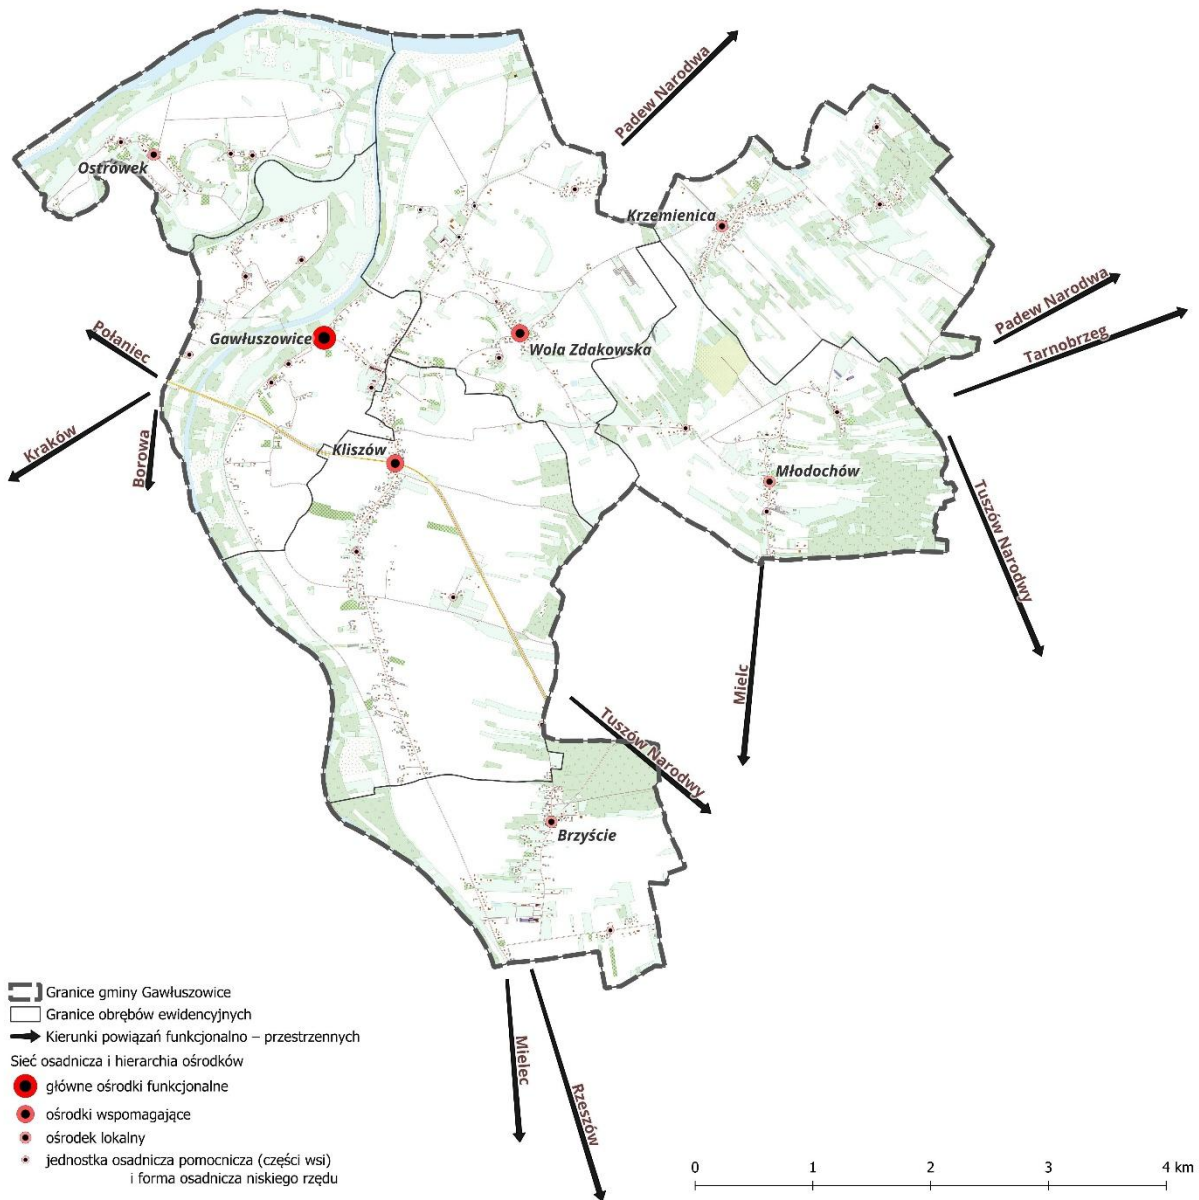 Padew Narodwa
Ostrówek
Krzemienica
Padew Narodwa
Tarnobrzeg
Połaniec
Gawłuszowice
Wola Zdakowska
Kraków
Borowa
Kliszów
Młodochów
Tuszów Narodwy
Mielc
Tuszów Narodwy
Brzyście
Mielec
Rzeszów
Granice gminy Gawłuszowice
Granice obrębów ewidencyjnych
Kierunki powiązań funkcjonalno – przestrzennych
Sieć osadnicza i hierarchia ośrodków
główne ośrodki funkcjonalne
ośrodki wspomagające
ośrodek lokalny
jednostka osadnicza pomocnicza (części wsi)
i forma osadnicza niskiego rzędu
0 1 2 3 4 km